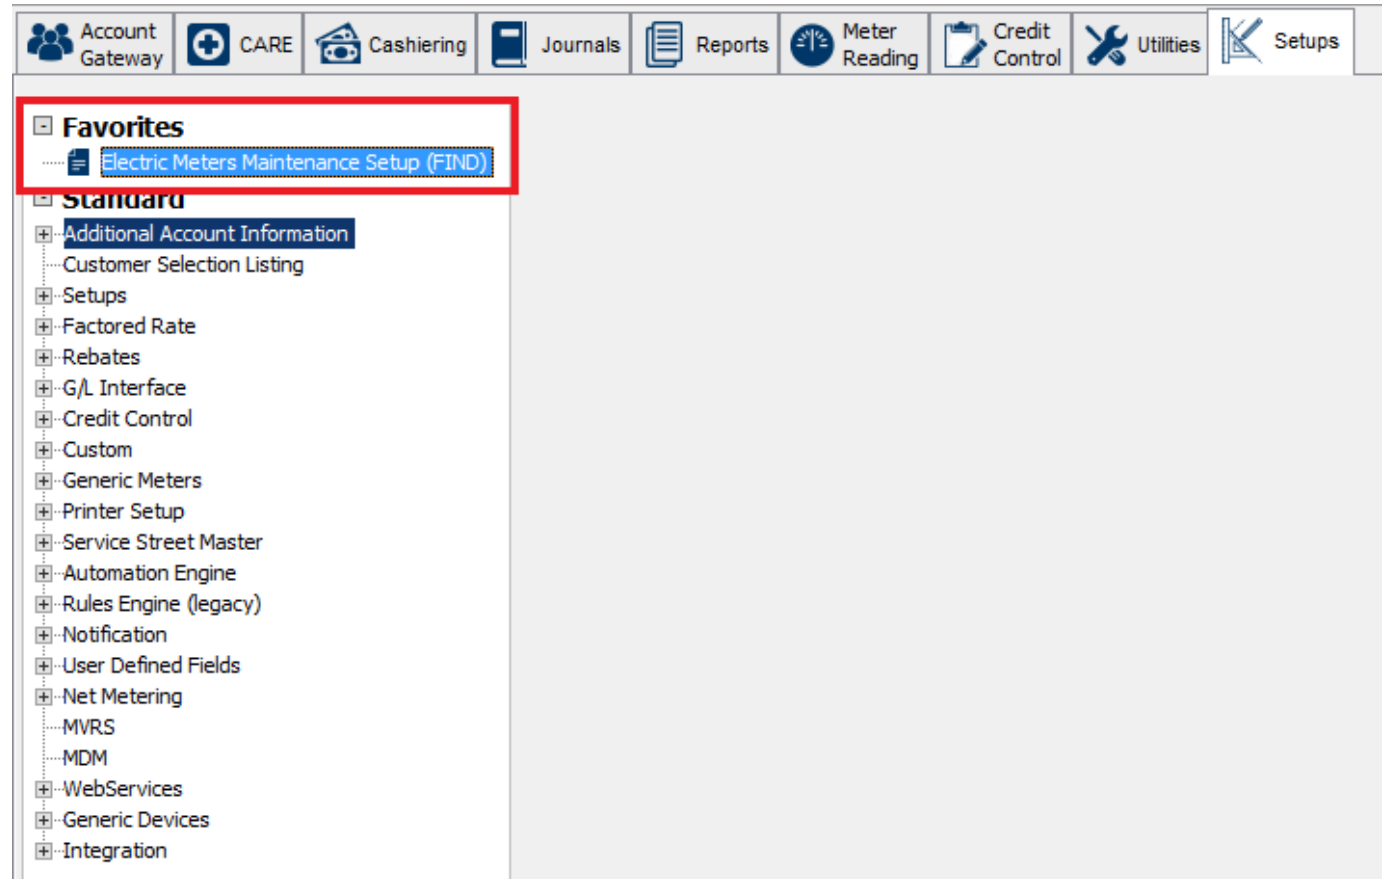 Account Gateway
CARE
Cashiering
Journals
Reports
Meter Reading
Credit Control
Utilities
Setups
Favorites
Electric Meters Maintenance Setup (FIND)
Standard
Additional Account Information
Customer Selection Listing
Setups
Factored Rate
Rebates
G/L Interface
Credit Control
Custom
Generic Meters
Printer Setup
Service Street Master
Automation Engine
Rules Engine (legacy)
Notification
User Defined Fields
Net Metering
MVRS
MDM
WebServices
Generic Devices
Integration